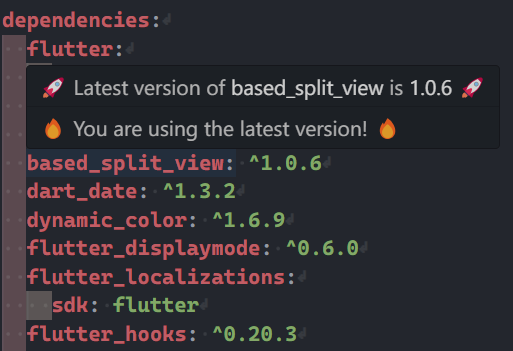 dependencies:
flutter:
🚀 Latest version of based_split_view is 1.0.6 🚀
🔥 You are using the latest version! 🔥
based_split_view: ^1.0.6
dart_date: ^1.3.2
dynamic_color: ^1.6.9
flutter_displaymode: ^0.6.0
flutter_localizations:
sdk: flutter
flutter_hooks: ^0.20.3